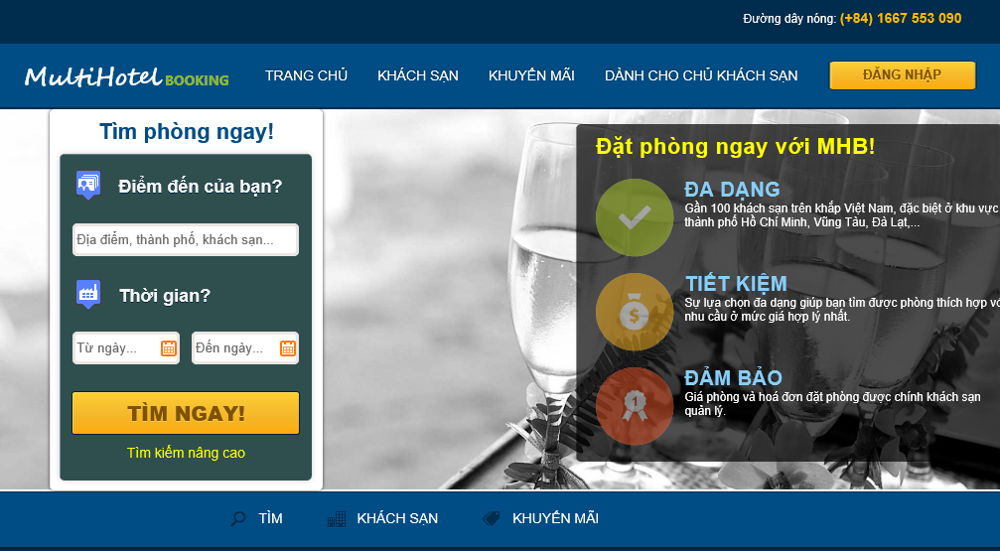 Đường dây nóng: (+84) 1667 553 090
MultiHotel BOOKING
TRANG CHỦ
KHÁCH SẠN
KHUYẾN MÃI
DÀNH CHO CHỦ KHÁCH SẠN
ĐĂNG NHẬP
Tìm phòng ngay!
Điểm đến của bạn?
Địa điểm, thành phố, khách sạn...
Thời gian?
Từ ngày...
Đến ngày...
TÌM NGAY!
Tìm kiếm nâng cao
Đặt phòng ngay với MHB!
ĐA DẠNG
Gần 100 khách sạn trên khắp Việt Nam, đặc biệt ở khu vực
thành phố Hồ Chí Minh, Vũng Tàu, Đà Lạt,...
TIẾT KIỆM
Sự lựa chọn đa dạng giúp bạn tìm được phòng thích hợp với
nhu cầu ở mức giá hợp lý nhất.
ĐẢM BẢO
Giá phòng và hoá đơn đặt phòng được chính khách sạn
quản lý.
TÌM
KHÁCH SẠN
KHUYẾN MÃI